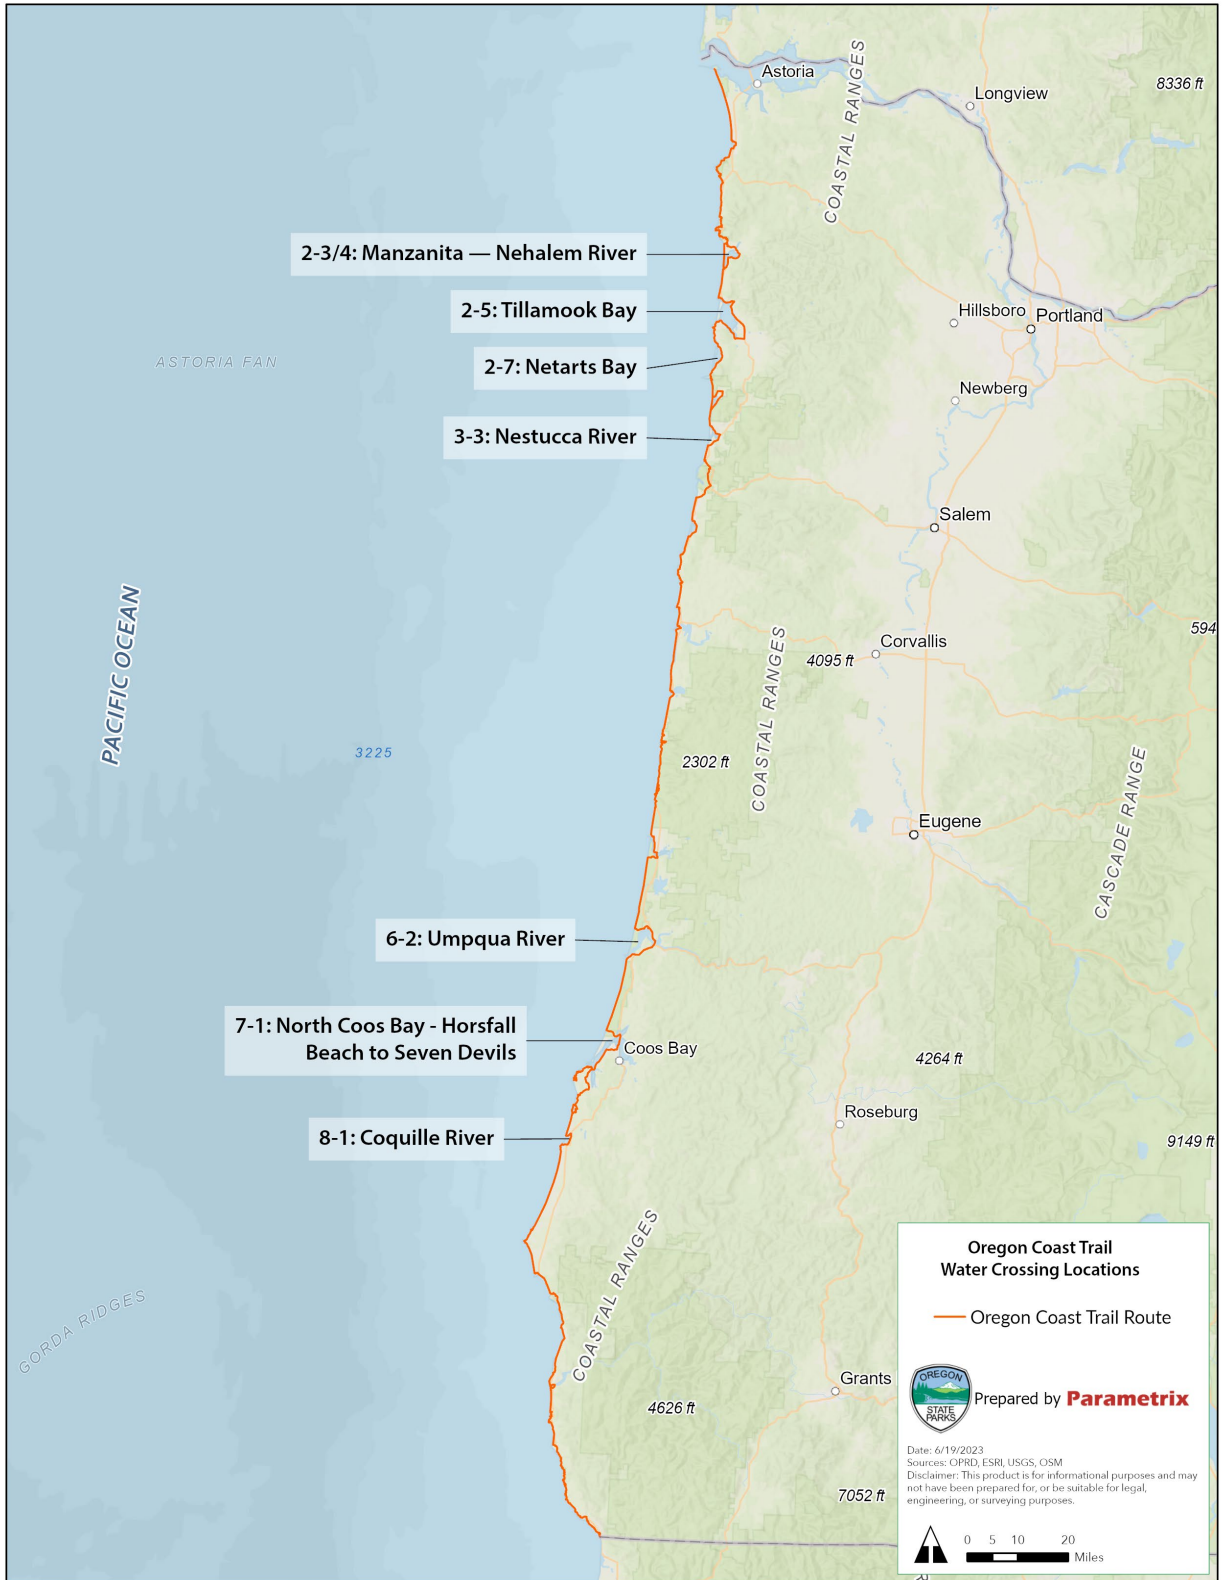 Astoria
Longview
8336 ft
COASTAL RANGES
2-3/4: Manzanita — Nehalem River
2-5: Tillamook Bay
Hillsboro
Portland
ASTORIA FAN
2-7: Netarts Bay
Newberg
3-3: Nestucca River
Salem
PACIFIC OCEAN
594
Corvallis
4095 ft
COASTAL RANGES
3225
2302 ft
Eugene
CASCADE RANGE
6-2: Umpqua River
7-1: North Coos Bay - Horsfall
Beach to Seven Devils
Coos Bay
4264 ft
Roseburg
8-1: Coquille River
9149 ft
COASTAL RANGES
GORDA RIDGES
Grants
4626 ft
7052 ft
Oregon Coast Trail
Water Crossing Locations
Oregon Coast Trail Route
OREGON
STATE
PARKS
Prepared by Parametrix
Date: 6/19/2023
Sources: OPRD, ESRI, USGS, OSM
Disclaimer: This product is for informational purposes and may
not have been prepared for, or be suitable for legal,
engineering, or surveying purposes.
0 5 10 20
Miles